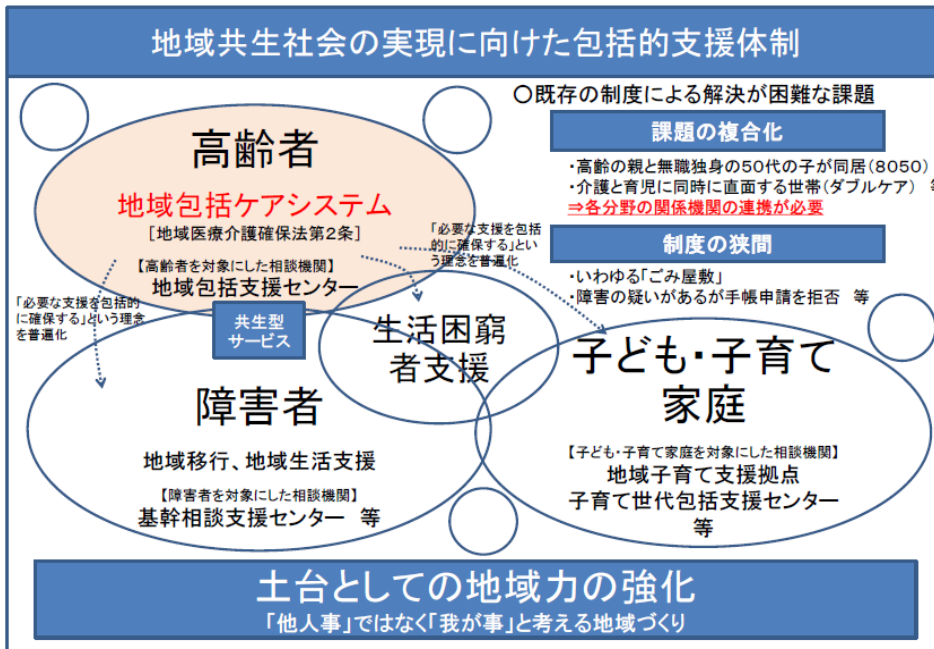 地域共生社会の実現に向けた包括的支援体制
○既存の制度による解決が困難な課題
課題の複合化
・高齢の親と無職独身の50代の子が同居(8050)
・介護と育児に同時に直面する世帯(ダブルケア)
⇒各分野の関係機関の連携が必要
制度の狭間
・いわゆる「ごみ屋敷」
・障害の疑いがあるが手帳申請を拒否 等
高齢者
地域包括ケアシステム
[地域医療介護確保法第2条]
【高齢者を対象にした相談機関】
地域包括支援センター
「必要な支援を包括的
に確保する」とい
う理念を普遍化
「必要な支援を包括的
に確保する」という理念
を普遍化
共生型
サービス
生活困窮
者支援
障害者
地域移行、地域生活支援
【障害者を対象にした相談機関】
基幹相談支援センター 等
子ども・子育て
家庭
【子ども・子育て家庭を対象にした相談機関】
地域子育て支援拠点
子育て世代包括支援センター
等
土台としての地域力の強化
「他人事」ではなく「我が事」と考える地域づくり